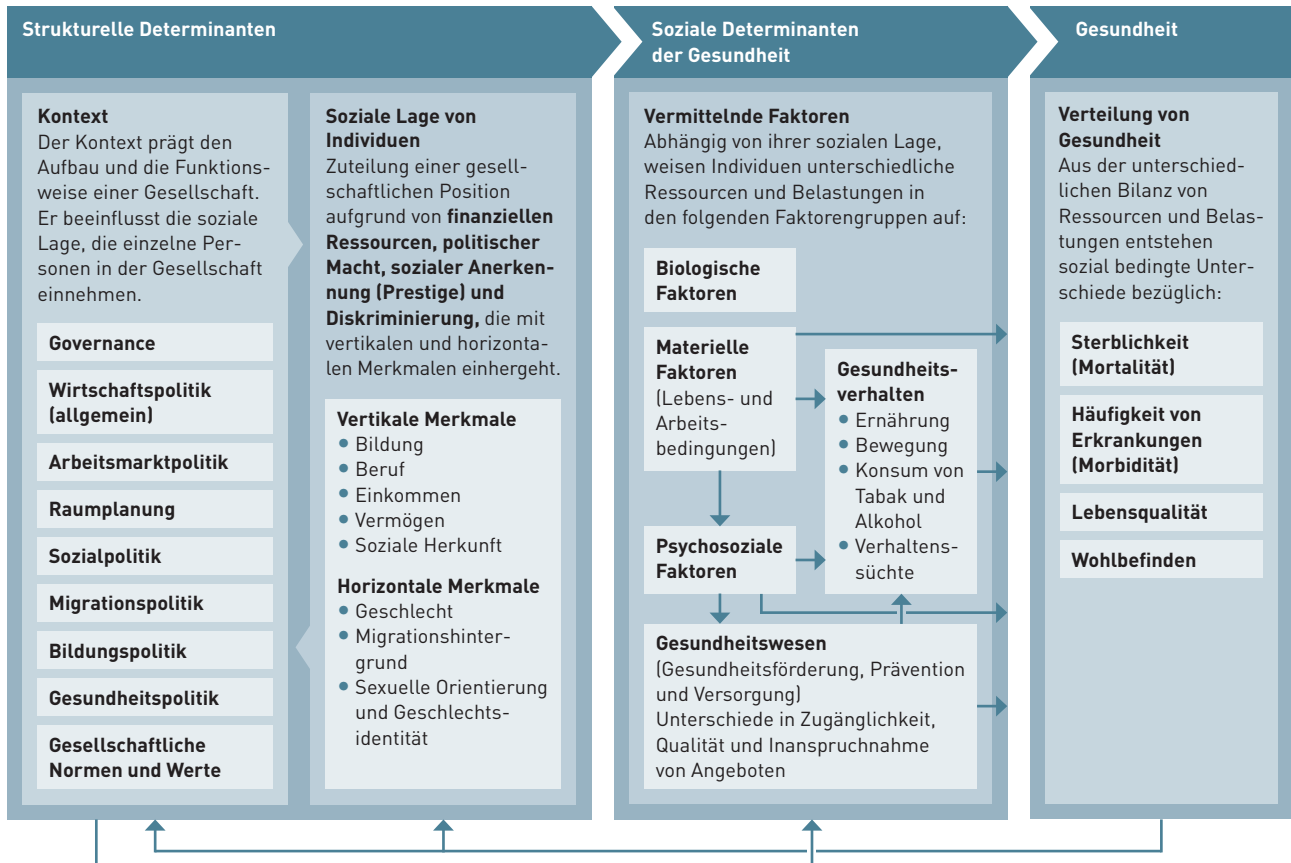 Strukturelle Determinanten
Soziale Determinanten
der Gesundheit
Gesundheit
Kontext
Der Kontext prägt den
Aufbau und die Funktions-
weise einer Gesellschaft.
Er beeinflusst die soziale
Lage, die einzelne Per-
sonen in der Gesellschaft
einnehmen.
Governance
Wirtschaftspolitik
(allgemein)
Arbeitsmarktpolitik
Raumplanung
Sozialpolitik
Migrationspolitik
Bildungspolitik
Gesundheitspolitik
Gesellschaftliche
Normen und Werte
Soziale Lage von
Individuen
Zuteilung einer gesell-
schaftlichen Position
aufgrund von finanziellen
Ressourcen, politischer
Macht, sozialer Anerken-
nung (Prestige) und
Diskriminierung, die mit
vertikalen und horizonta-
len Merkmalen einhergeht.
Vertikale Merkmale
• Bildung
• Beruf
• Einkommen
• Vermögen
• Soziale Herkunft
Horizontale Merkmale
• Geschlecht
• Migrationshinter-
grund
• Sexuelle Orientierung
und Geschlechts-
identität
Vermittelnde Faktoren
Abhängig von ihrer sozialen Lage,
weisen Individuen unterschiedliche
Ressourcen und Belastungen in
den folgenden Faktorengruppen auf:
Biologische
Faktoren
Materielle
Faktoren
(Lebens- und
Arbeits-
bedingungen)
Psychosoziale
Faktoren
Gesundheits-
verhalten
• Ernährung
• Bewegung
• Konsum von
Tabak und
Alkohol
• Verhaltens-
süchte
Gesundheitswesen
(Gesundheitsförderung, Prävention
und Versorgung)
Unterschiede in Zugänglichkeit,
Qualität und Inanspruchnahme
von Angeboten
Verteilung von
Gesundheit
Aus der unterschied-
lichen Bilanz von
Ressourcen und Belas-
tungen entstehen
sozial bedingte Unter-
schiede bezüglich:
Sterblichkeit
(Mortalität)
Häufigkeit von
Erkrankungen
(Morbidität)
Lebensqualität
Wohlbefinden